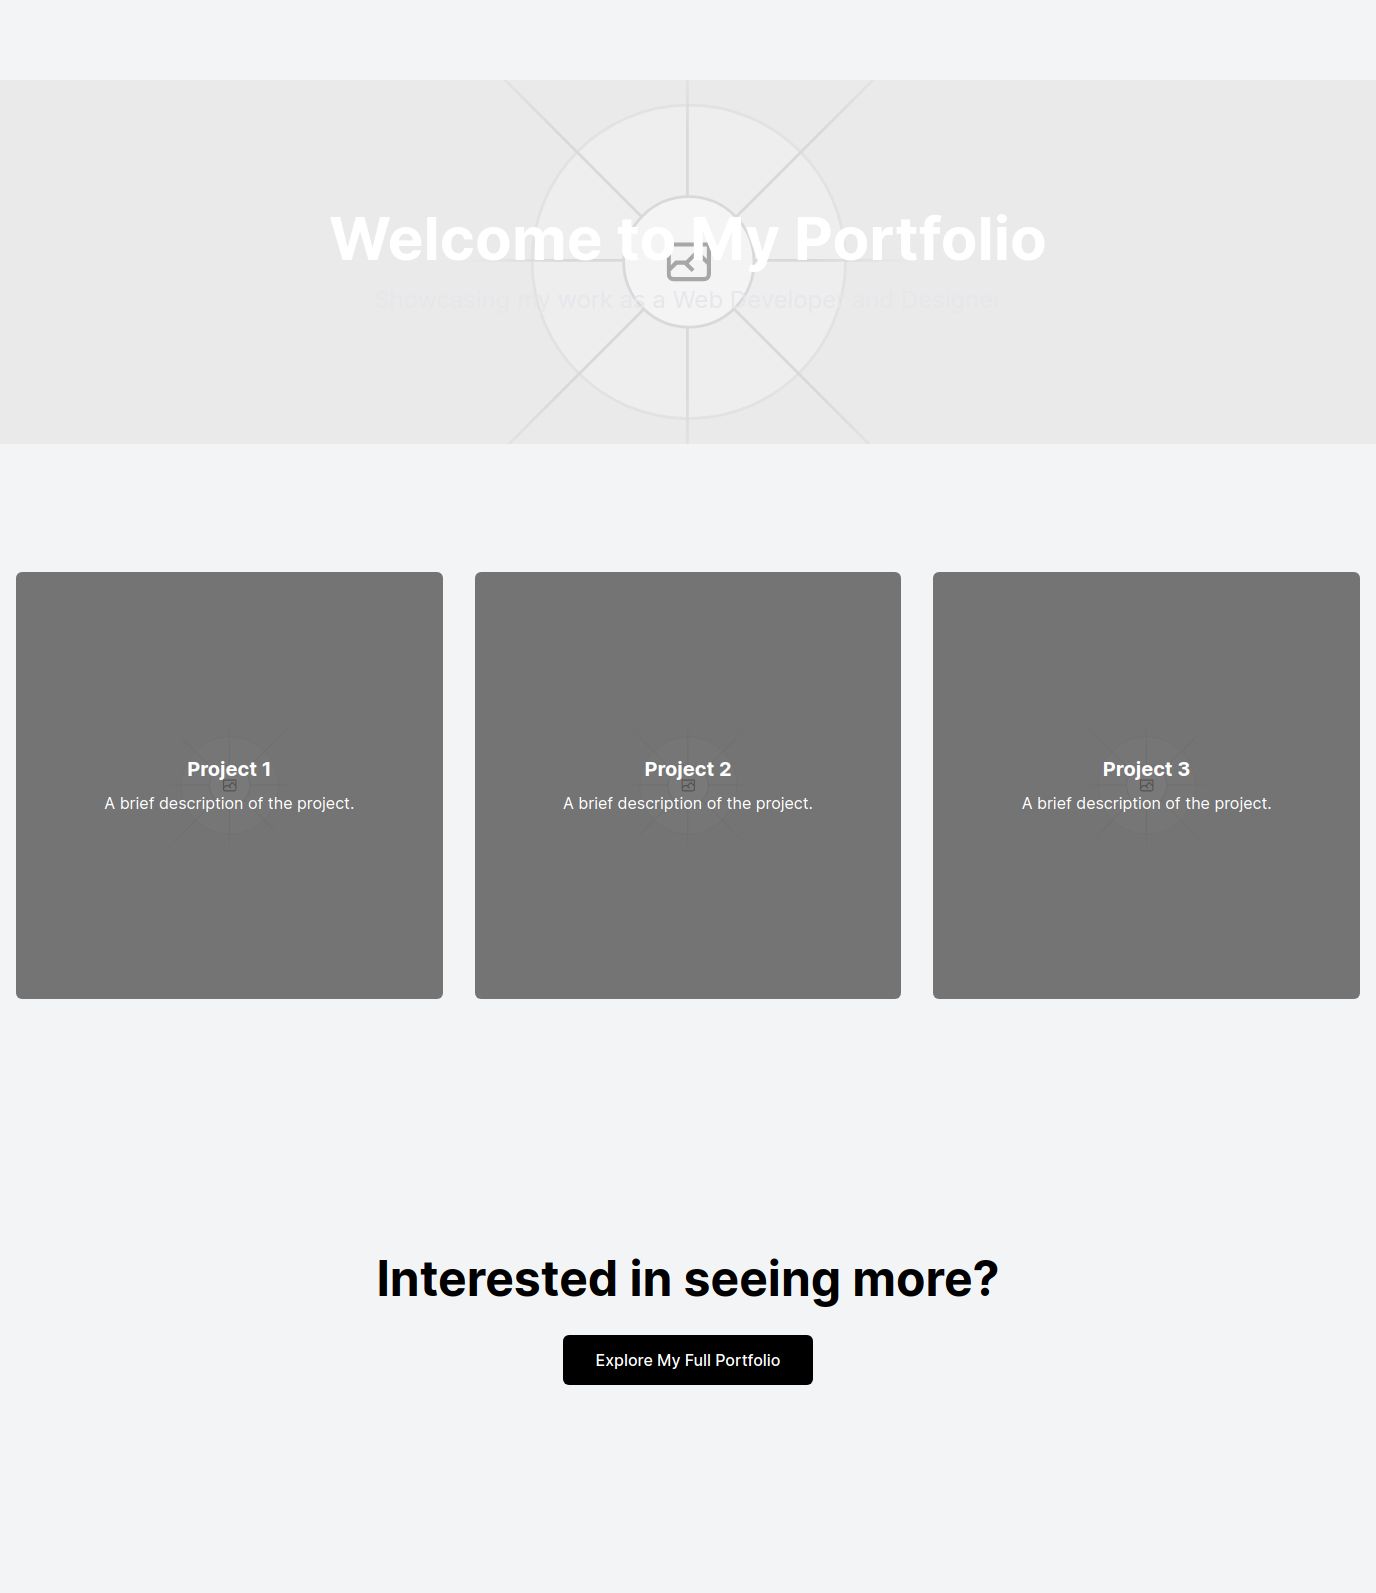 Welcome to My Portfolio
Showcasing my work as a Web Developer and Designer
Project 1
A brief description of the project.
Project 2
A brief description of the project.
Project 3
A brief description of the project.
Interested in seeing more?
Explore My Full Portfolio